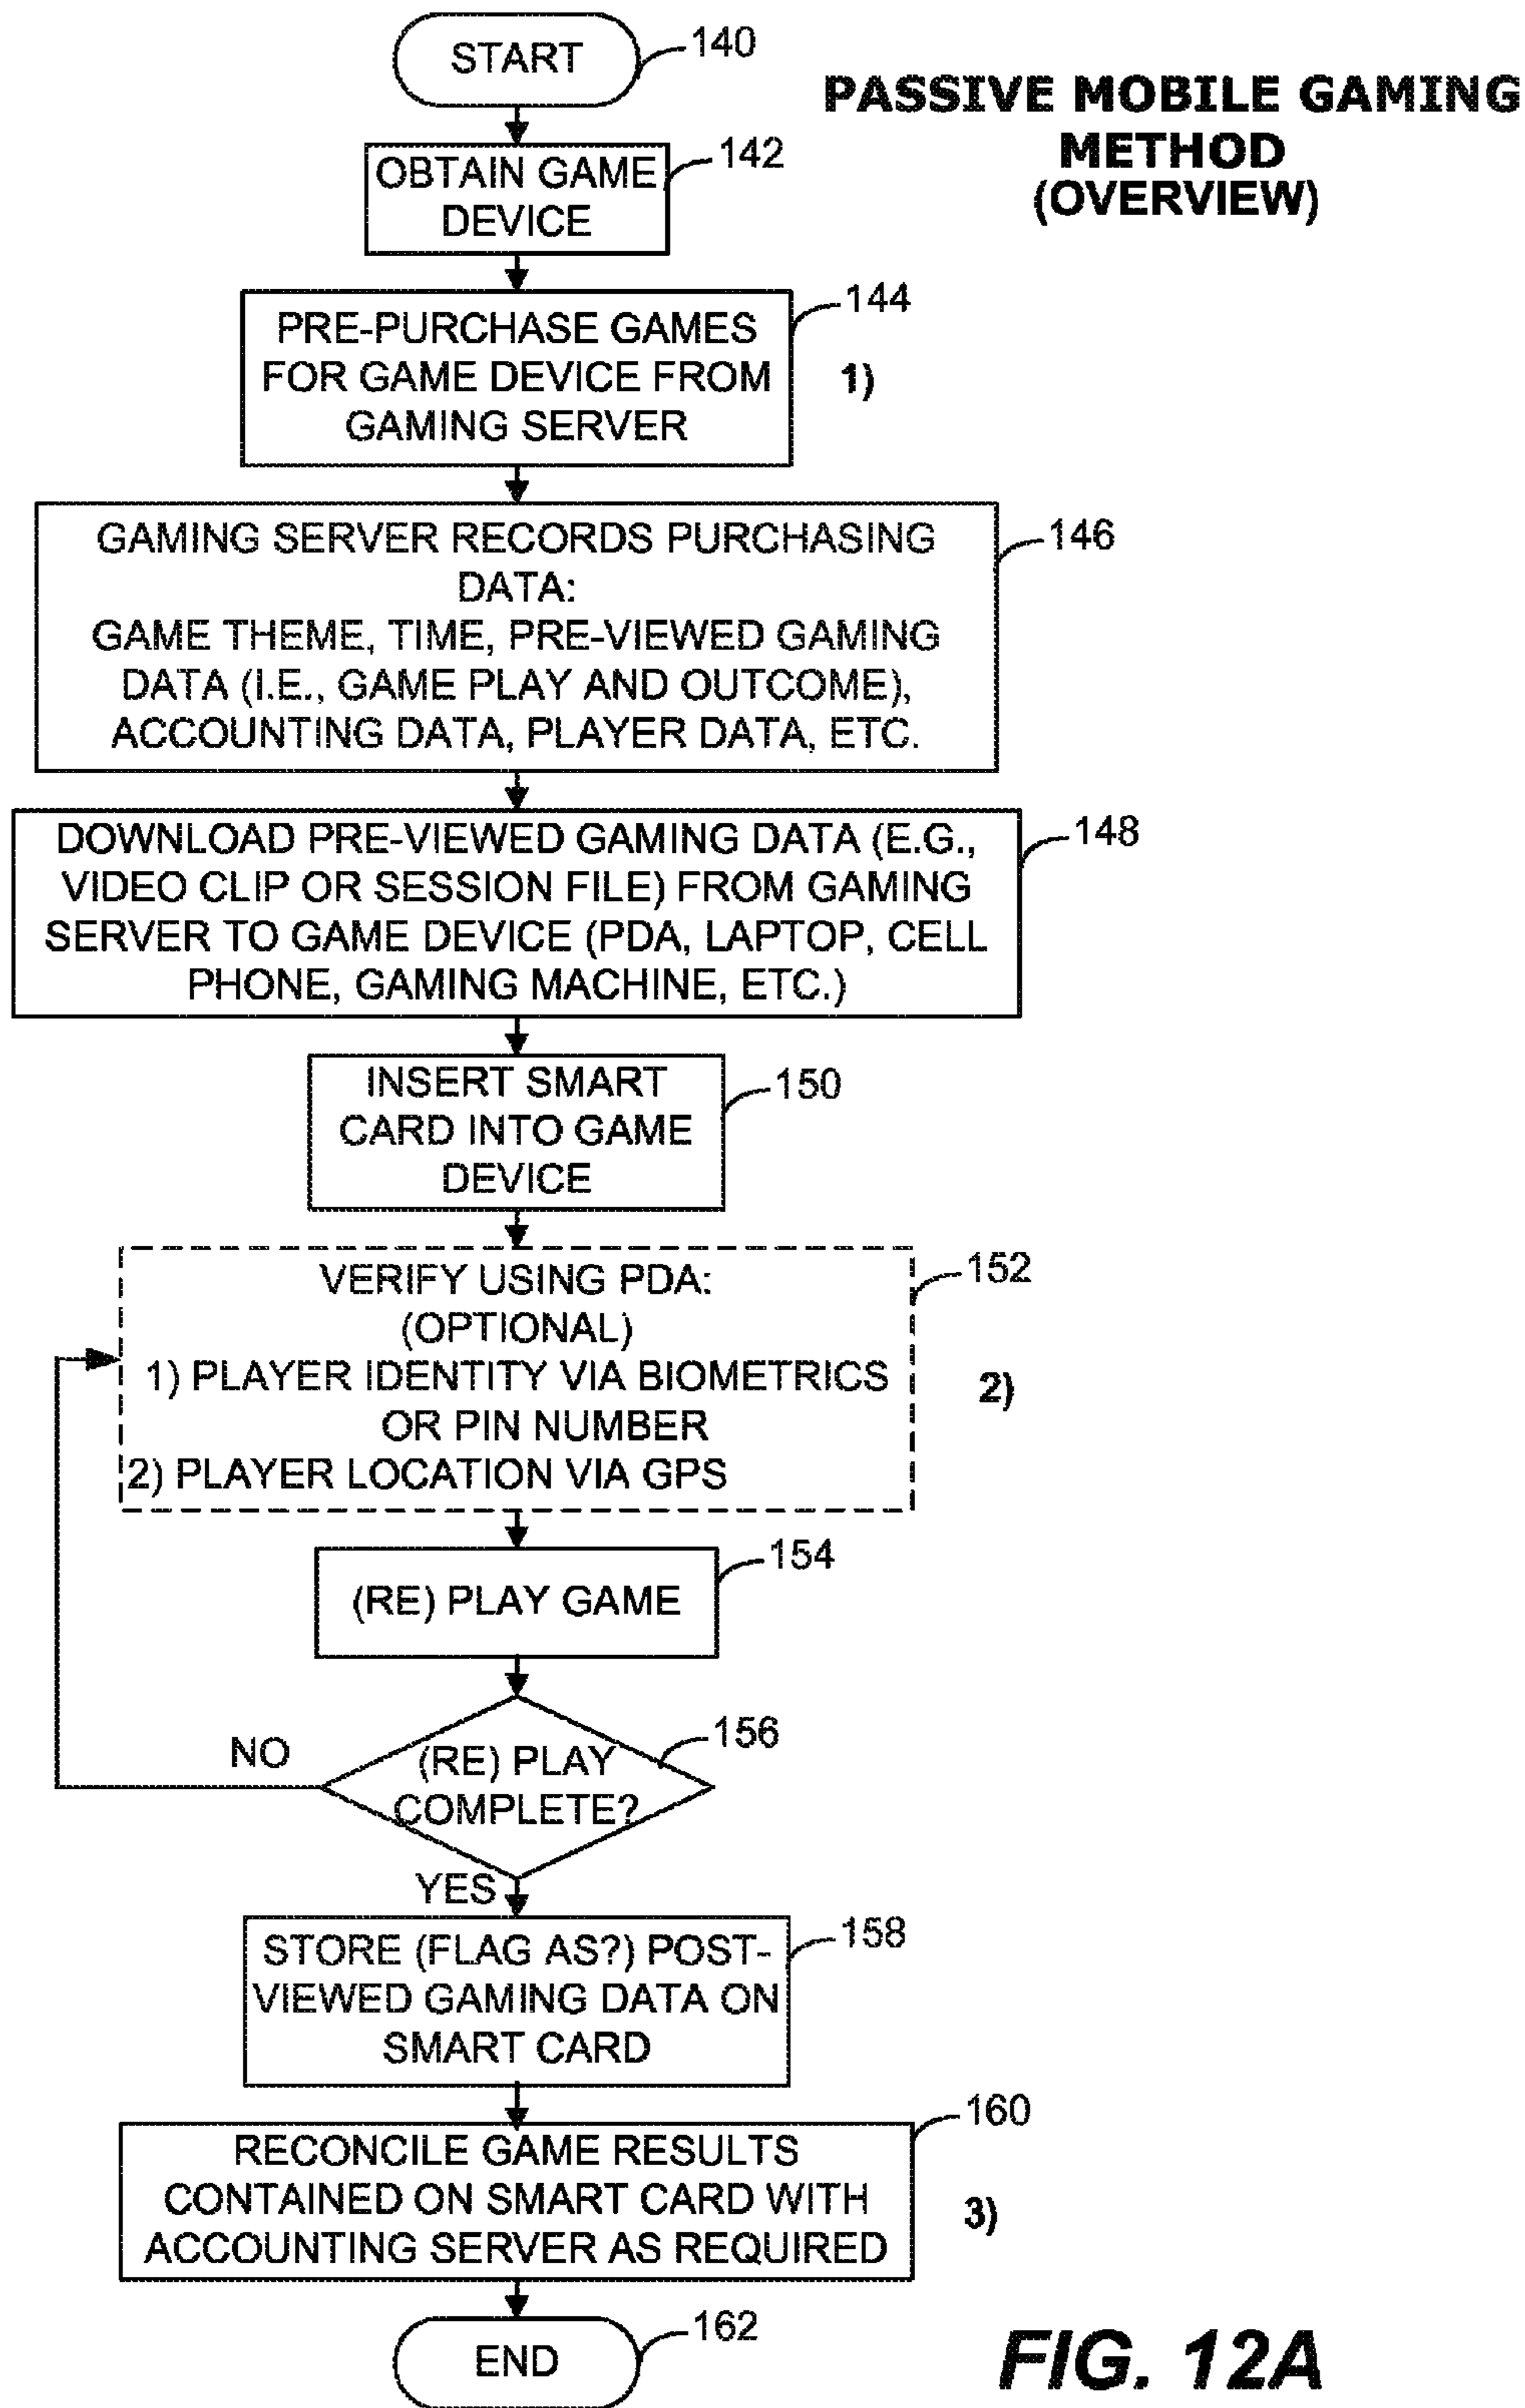 START
140
PASSIVE MOBILE GAMING
METHOD
(OVERVIEW)
OBTAIN GAME
DEVICE
142
PRE-PURCHASE GAMES
FOR GAME DEVICE FROM
GAMING SERVER
144
1)
GAMING SERVER RECORDS PURCHASING
DATA:
GAME THEME, TIME, PRE-VIEWED GAMING
DATA (I.E., GAME PLAY AND OUTCOME),
ACCOUNTING DATA, PLAYER DATA, ETC.
146
DOWNLOAD PRE-VIEWED GAMING DATA (E.G.,
VIDEO CLIP OR SESSION FILE) FROM GAMING
SERVER TO GAME DEVICE (PDA, LAPTOP, CELL
PHONE, GAMING MACHINE, ETC.)
148
INSERT SMART
CARD INTO GAME
DEVICE
150
VERIFY USING PDA:
(OPTIONAL)
1) PLAYER IDENTITY VIA BIOMETRICS
OR PIN NUMBER
2) PLAYER LOCATION VIA GPS
152
2)
(RE) PLAY GAME
154
(RE) PLAY
COMPLETE?
156
NO
YES
STORE (FLAG AS?) POST-
VIEWED GAMING DATA ON
SMART CARD
158
RECONCILE GAME RESULTS
CONTAINED ON SMART CARD WITH
ACCOUNTING SERVER AS REQUIRED
160
3)
END
162
FIG. 12A